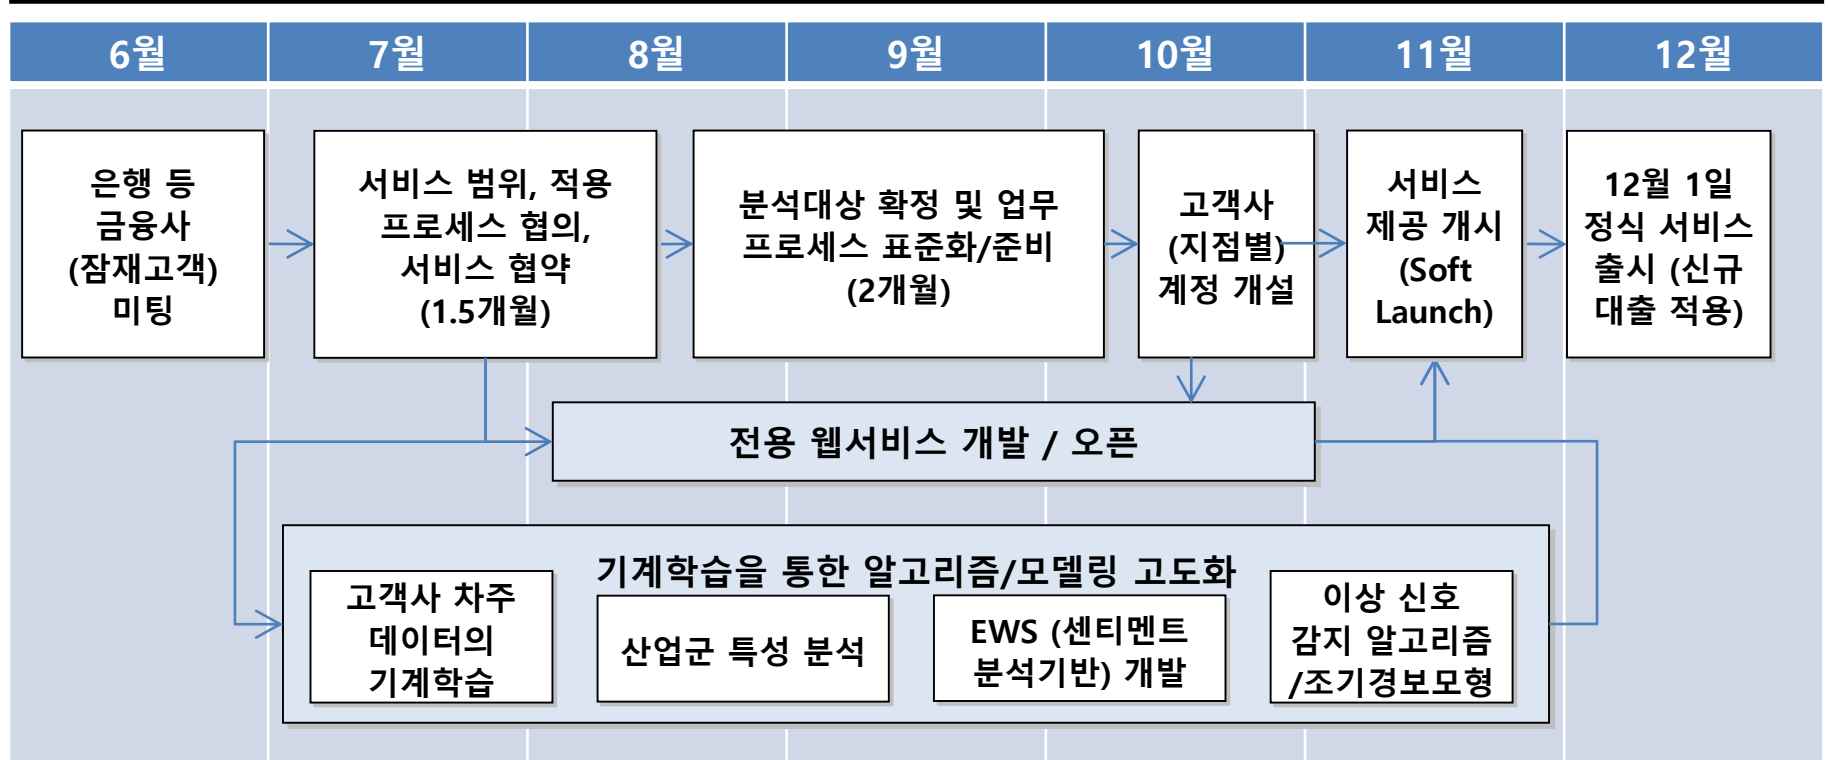 6월
7월
8월
9월
10월
11월
12월
은행 등
금융사
(잠재고객)
미팅
서비스 범위, 적용
프로세스 협의,
서비스 협약
(1.5개월)
분석대상 확정 및 업무
프로세스 표준화/준비
(2개월)
고객사
(지점별)
계정 개설
서비스
제공 개시
(Soft
Launch)
12월 1일
정식 서비스
출시 (신규
대출 적용)
전용 웹서비스 개발 / 오픈
기계학습을 통한 알고리즘/모델링 고도화
고객사 차주
데이터의
기계학습
산업군 특성 분석
EWS (센티멘트
분석기반) 개발
이상 신호
감지 알고리즘
/조기경보모형